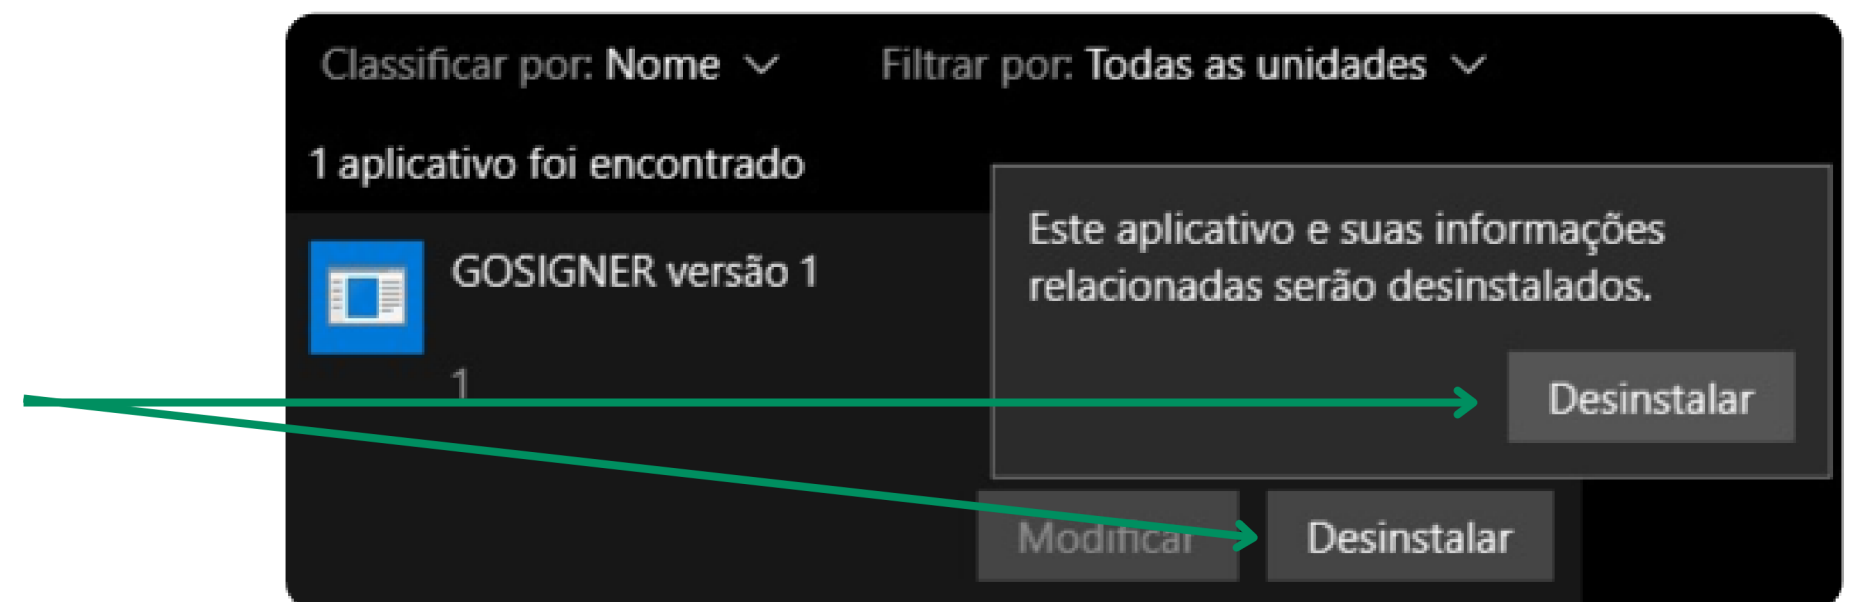 Classificar por: Nome
Filtrar por: Todas as unidades
1 aplicativo foi encontrado
GOSIGNER versão 1
1
Este aplicativo e suas informações
relacionadas serão desinstalados.
Desinstalar
Modificar
Desinstalar